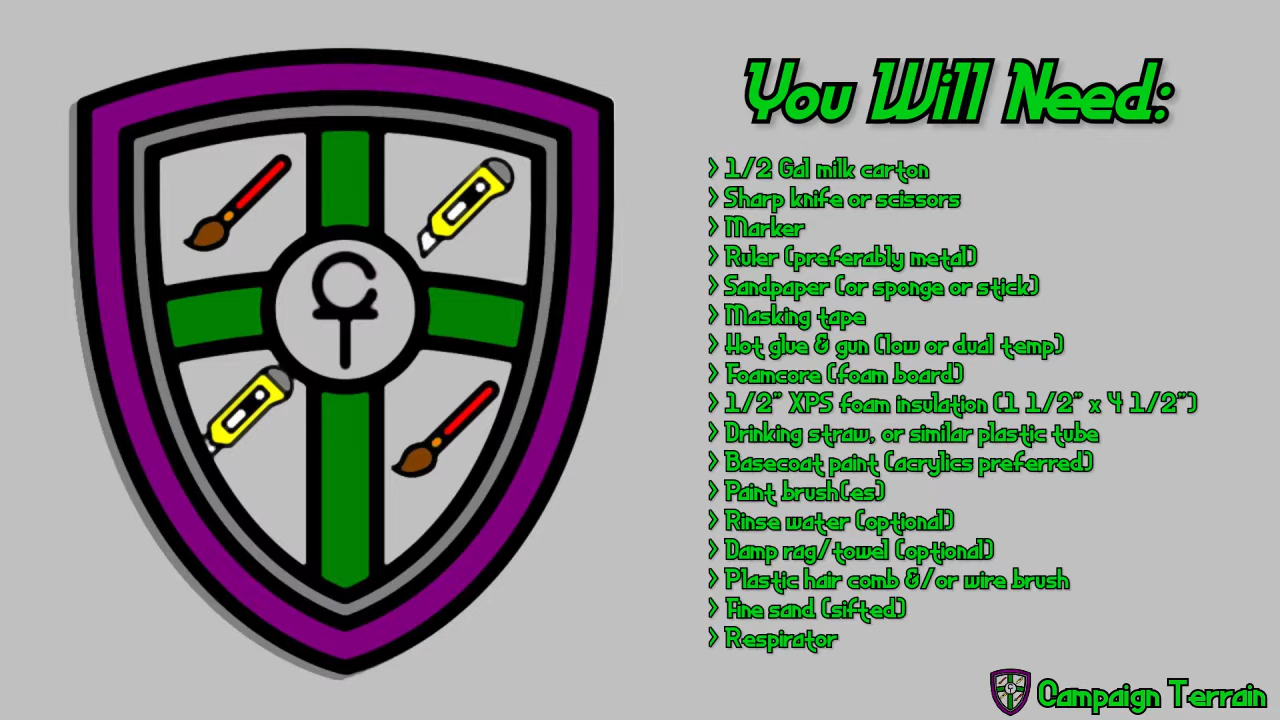 You Will Need:
> 1/2 Gal milk carton
> Sharp knife or scissors
> Marker
> Ruler (preferably metal)
> Sandpaper (or sponge or stick)
> Masking tape
> Hot glue & gun (low or dual temp)
> Foamcore (foam board)
> 1/2" XPS foam insulation (1 1/2" x 4 1/2")
> Drinking straw, or similar plastic tube
> Basecoat paint (acrylics preferred)
> Paint brush(es)
> Rinse water (optional)
> Damp rag/towel (optional)
> Plastic hair comb &/or wire brush
> Fine sand (sifted)
> Respirator
Campaign Terrain